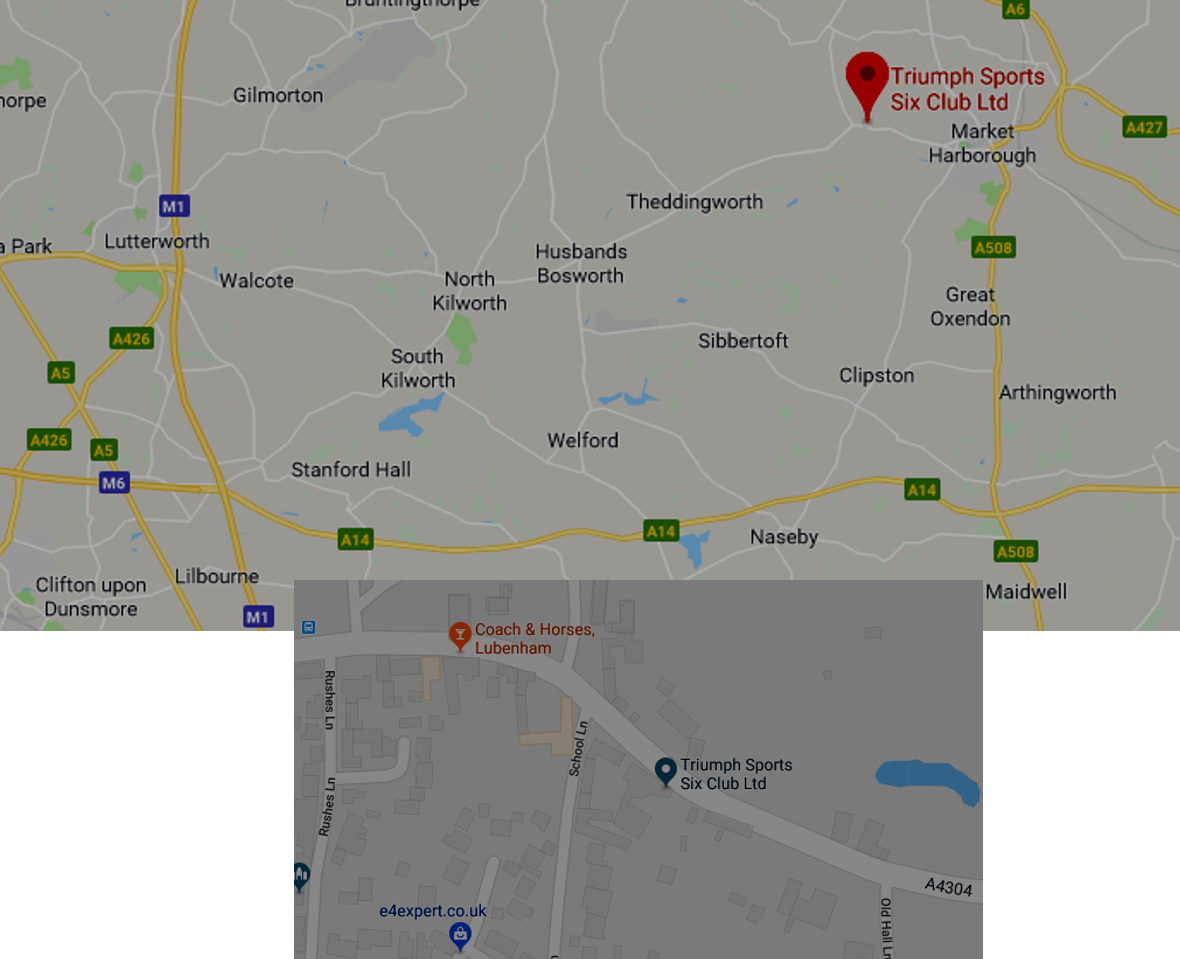 Bruntingthorpe
A6
Triumph Sports
Six Club Ltd
Gilmorton
horpe
A427
Market
Harborough
Theddingworth
M1
a Park
Lutterworth
A508
Husbands
Bosworth
Walcote
North
Kilworth
Great
Oxendon
A426
Sibbertoft
South
Kilworth
A5
Clipston
Arthingworth
A426
Welford
A5
Stanford Hall
M6
A14
A14
A14
Naseby
A508
Lilbourne
Clifton upon
Dunsmore
Maidwell
M1
Coach & Horses,
Lubenham
Rushes Ln
School Ln
Triumph Sports
Six Club Ltd
Rushes Ln
A4304
e4expert.co.uk
Old Hall Ln